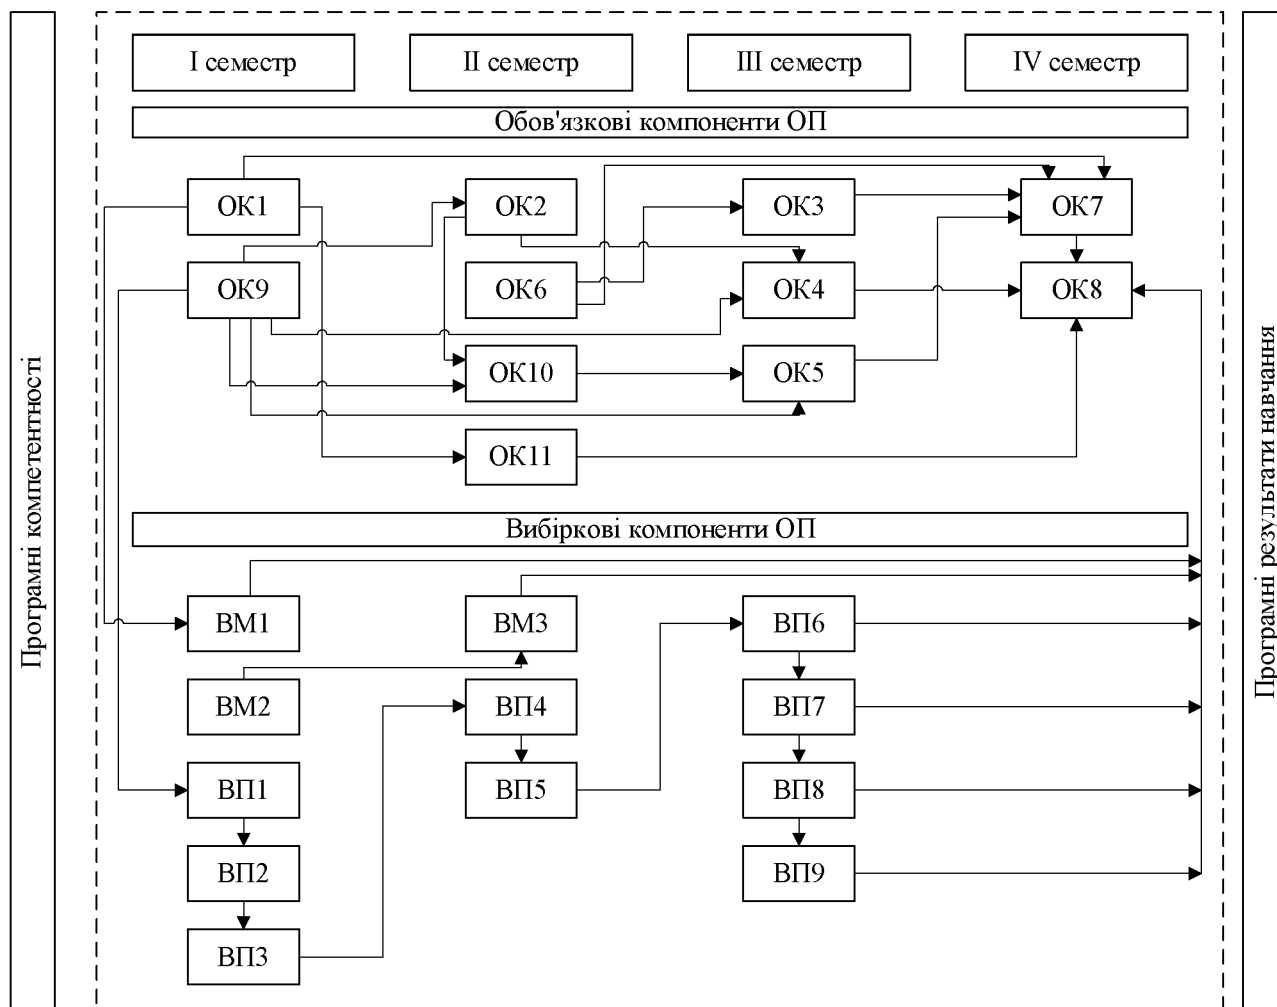 Програмні компетентності
I семестр
II семестр
III семестр
IV семестр
Обов'язкові компоненти ОП
ОК1
ОК2
ОК3
ОК7
ОК9
ОК6
ОК4
ОК8
ОК10
ОК5
ОК11
Вибіркові компоненти ОП
ВМ1
ВМ3
ВП6
ВМ2
ВП4
ВП7
ВП1
ВП5
ВП8
ВП2
ВП9
ВП3
Програмні результати навчання